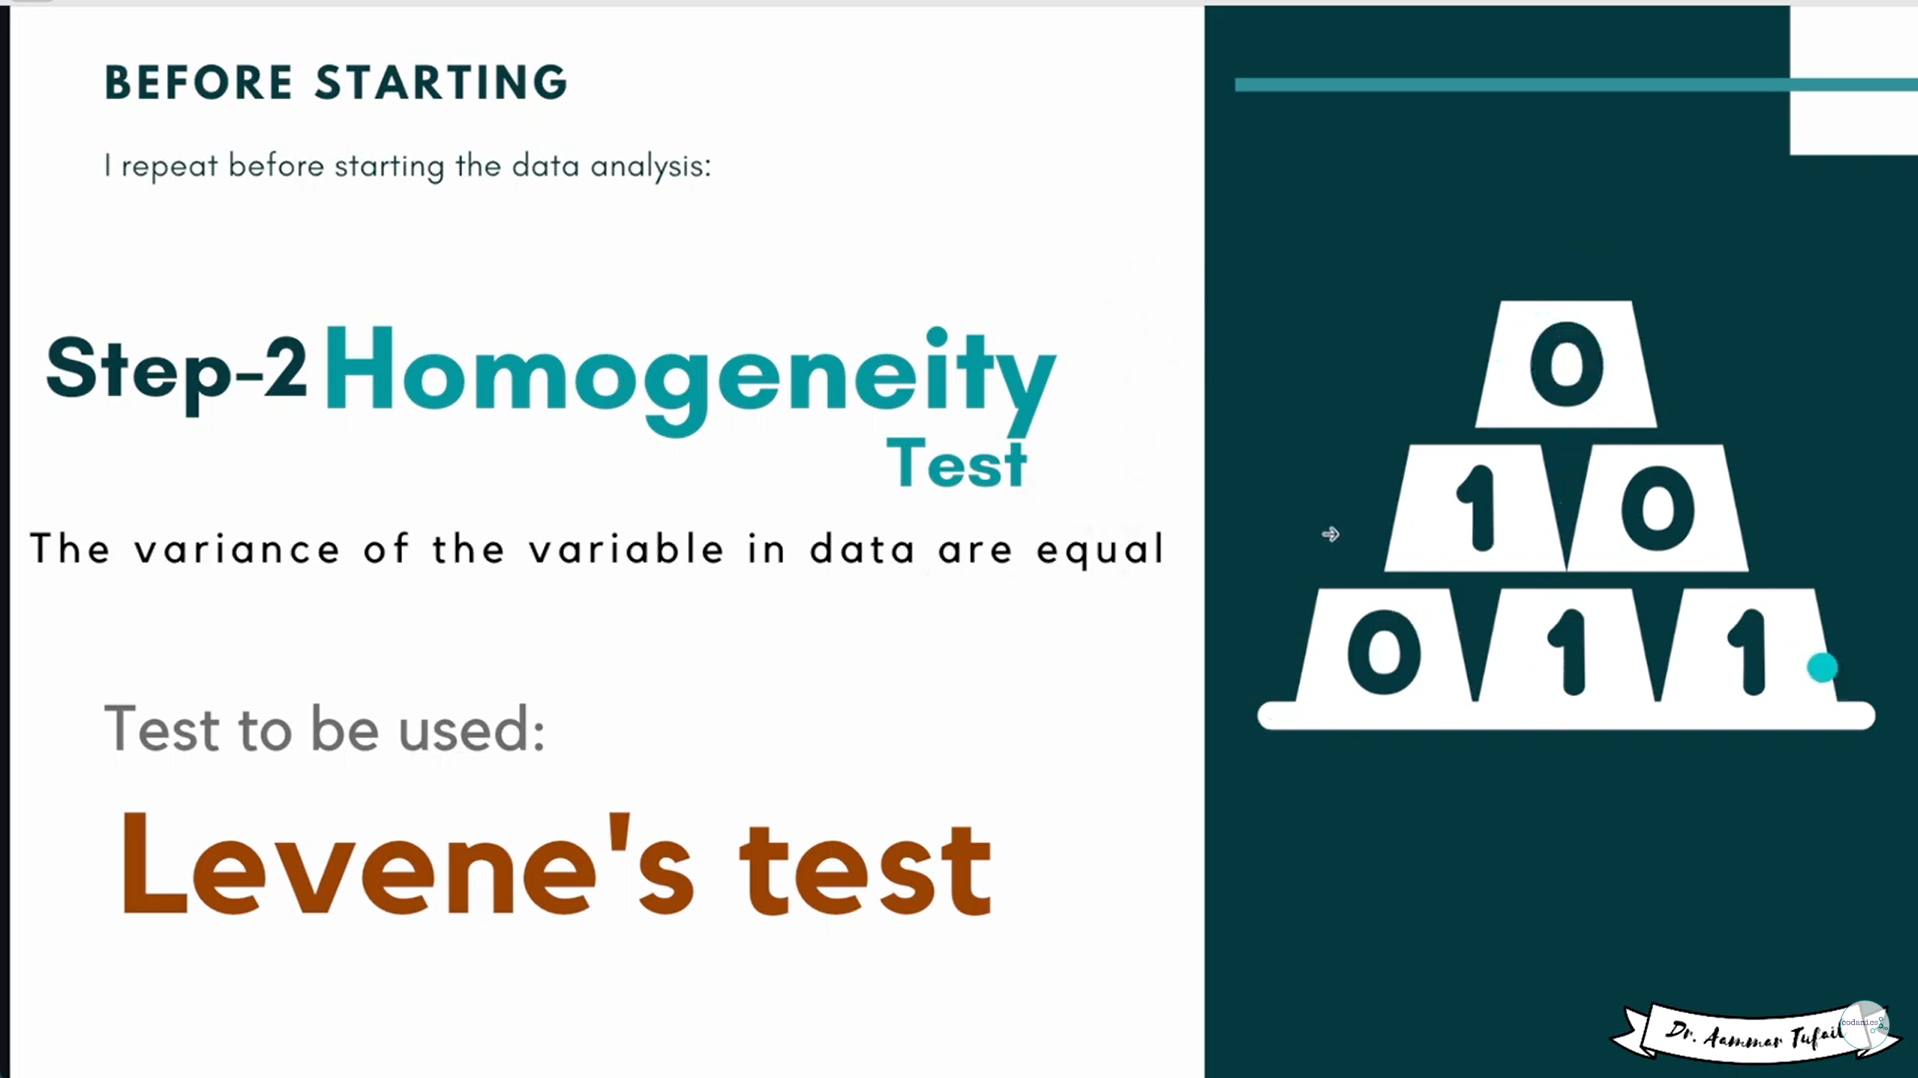 BEFORE STARTING
I repeat before starting the data analysis:
Step-2 Homogeneity
Test
The variance of the variable in data are equal
Test to be used:
Levene's test
0
1 0
0 1 1
Dr. Aammar Tufail
codanics